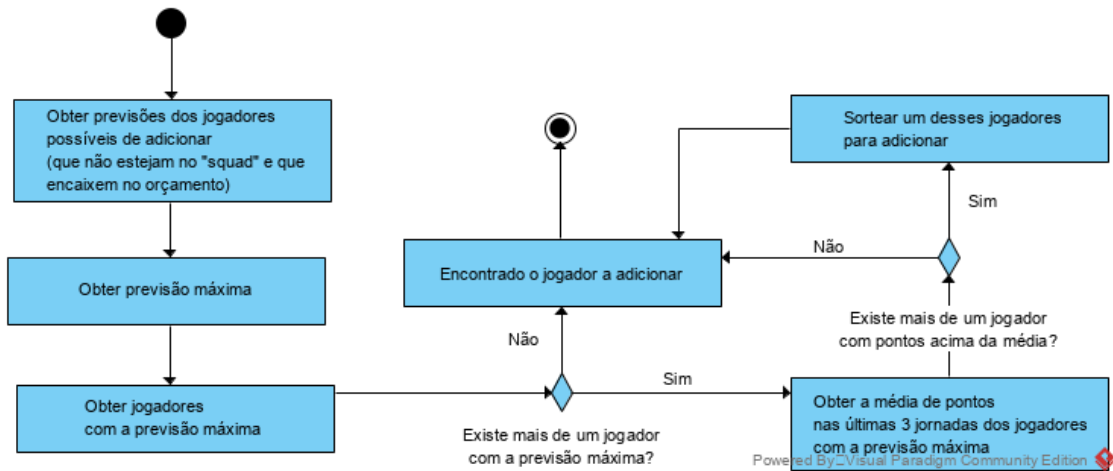 Obter previsões dos jogadores
possíveis de adicionar
(que não estejam no "squad" e que
encaixem no orçamento)
Obter previsão máxima
Obter jogadores
com a previsão máxima
Existe mais de um jogador
com a previsão máxima?
Não
Sim
Encontrado o jogador a adicionar
Obter a média de pontos
nas últimas 3 jornadas dos jogadores
com a previsão máxima
Existe mais de um jogador
com pontos acima da média?
Não
Sim
Sortear um desses jogadores
para adicionar
Powered By Visual Paradigm Community Edition